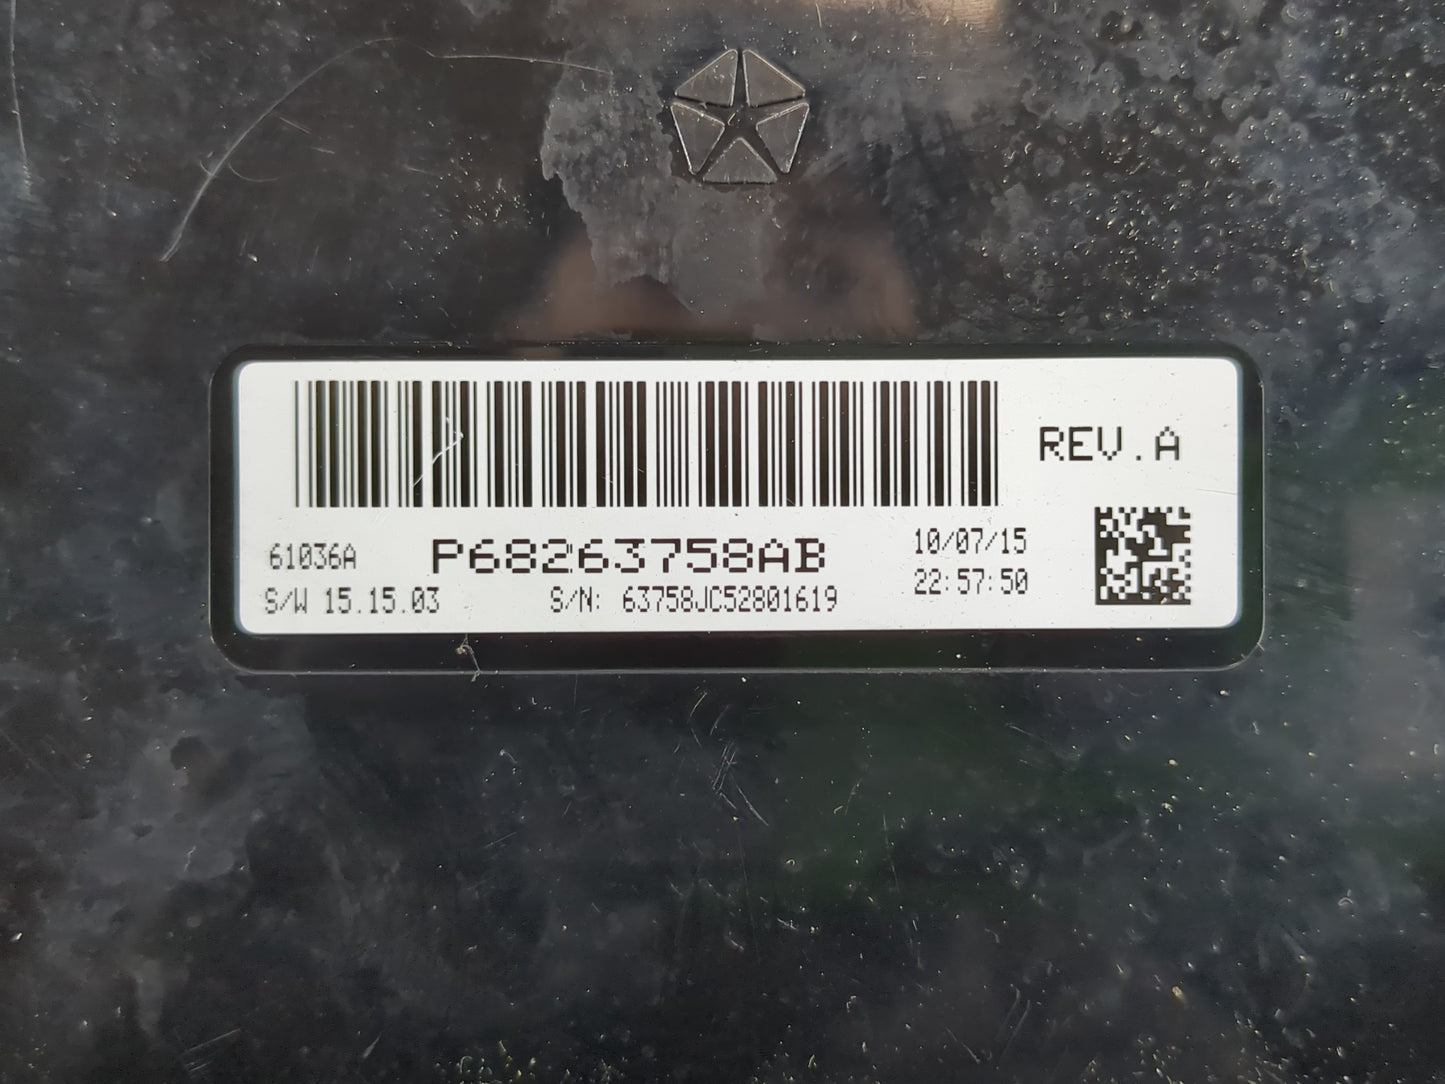 REV.A
61036A P68263758AB 10/07/15
S/W 15.15.03 S/N: 63758JC52801619 22:57:50